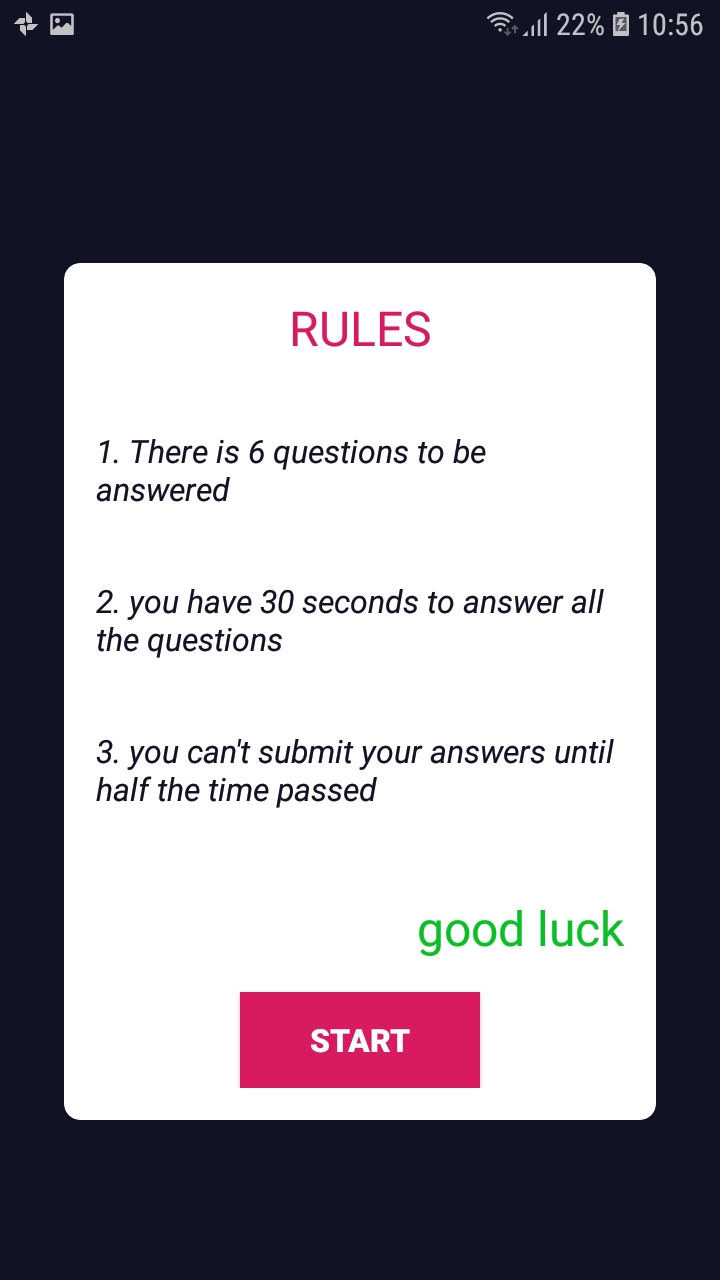 22% 10:56
RULES
1. There is 6 questions to be
answered
2. you have 30 seconds to answer all
the questions
3. you can't submit your answers until
half the time passed
good luck
START